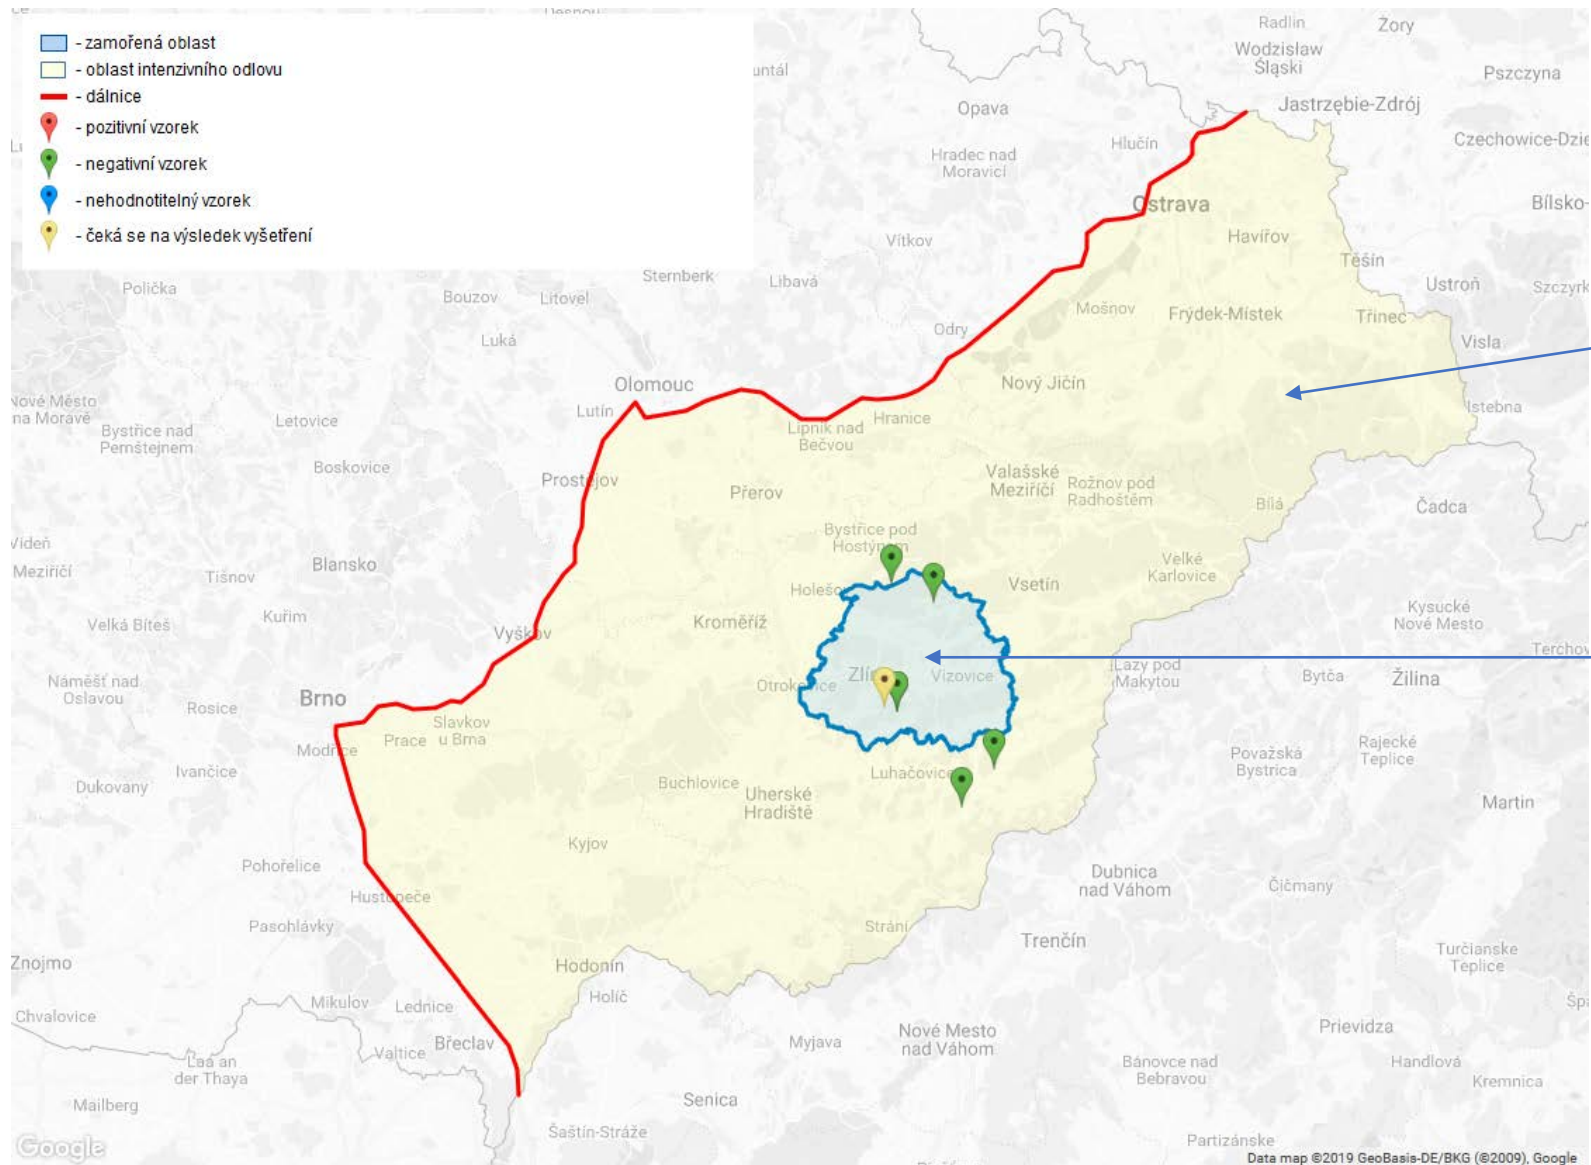 - zamořená oblast
- oblast intenzivního odlovu
- dálnice
- pozitivní vzorek
- negativní vzorek
- nehodnotitelný vzorek
- čeká se na výsledek vyšetření
Radlin
Żory
Wodzisław
Śląski
Pszczyna
Opava
Jastrzębie-Zdrój
Hlučín
Czechowice-Dzie
Hradec nad
Moravicí
Ostrava
Bílsko-
Havířov
Vítkov
Těšín
Šternberk
Libavá
Ustroń
Szczyrk
Polička
Bouzov
Litovel
Mošnov
Frýdek-Místek
Třinec
Odry
Luká
Visla
Olomouc
Nový Jičín
Nové Město
na Moravě
Lutín
Istebna
Letovice
Hranice
Bystřice nad
Pernštejnem
Lipník nad
Bečvou
Boskovice
Valašské
Meziříčí
Prostějov
Rožnov pod
Radhoštěm
Přerov
Bílá
Čadca
Bystřice pod
Hostýnem
Blansko
Velké
Karlovice
Tišnov
Vsetín
Holešo
Kysucké
Nové Mesto
Kuřim
Velká Bíteš
Kroměříž
Vyškov
Terchov
Lazy pod
Makytou
Náměšť nad
Oslavou
Zlín
Vizovice
Otrokovice
Bytča
Žilina
Brno
Rosice
Slavkov
u Brna
Prace
Modřice
Rajecké
Teplice
Považská
Bystrica
Ivančice
Luhačovice
Dukovany
Buchlovice
Uherské
Hradiště
Martin
Kyjov
Pohořelice
Dubnica
nad Váhom
Čičmany
Hustopeče
Pasohlávky
Strání
Trenčín
Turčianske
Teplice
Znojmo
Hodonín
Holíč
Mikulov
Lednice
Chvalovice
Prievidza
Nové Mesto
nad Váhom
Břeclav
Myjava
Valtice
Laa an
der Thaya
Bánovce nad
Bebravou
Handlová
Kremnica
Mailberg
Senica
Šaštín-Stráže
Partizánske
Google
Data map ©2019 GeoBasis-DE/BKG (©2009), Google